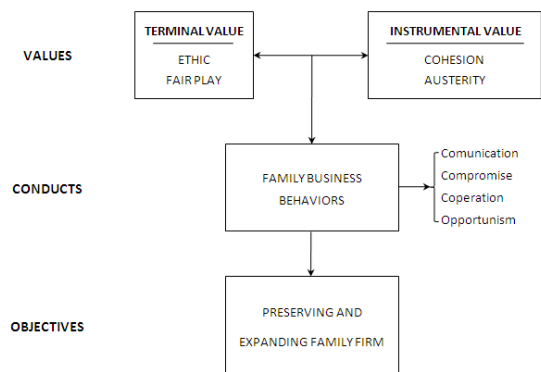 TERMINAL VALUE
ETHIC
FAIR PLAY
INSTRUMENTAL VALUE
COHESION
AUSTERITY
VALUES
FAMILY BUSINESS
BEHAVIORS
Comunication
Compromise
Coperation
Opportunism
CONDUCTS
PRESERVING AND
EXPANDING FAMILY FIRM
OBJECTIVES